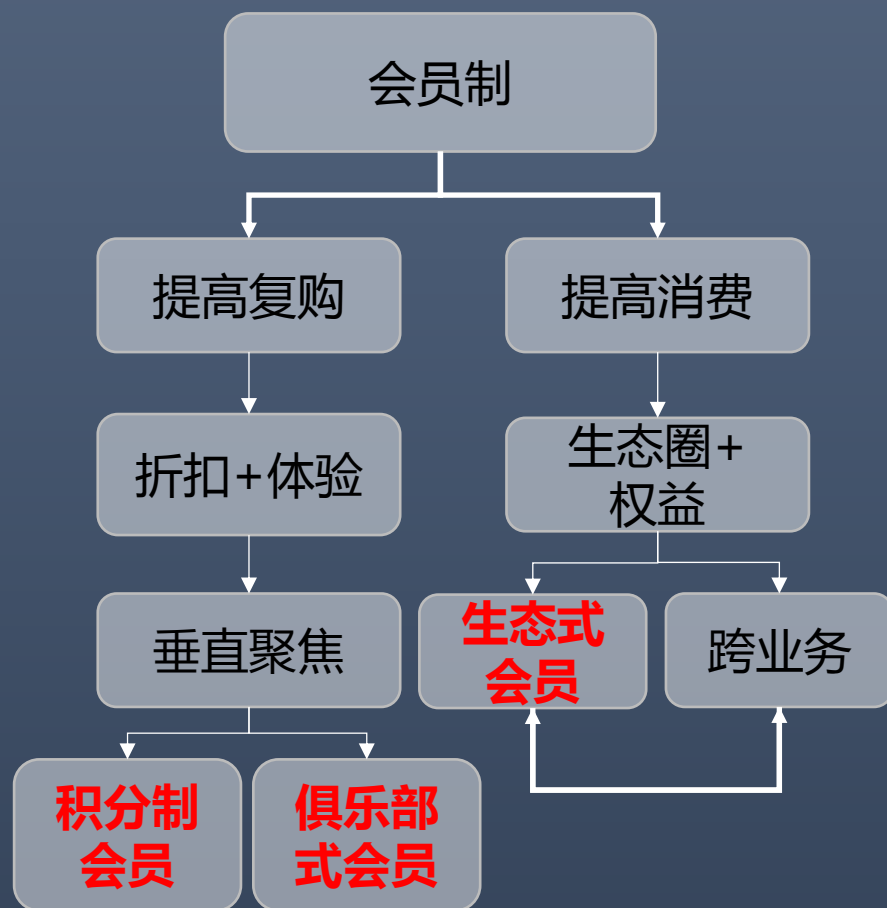 会员制
提高复购
提高消费
折扣+体验
生态圈+
权益
垂直聚焦
生态式
会员
跨业务
积分制
会员
俱乐部
式会员